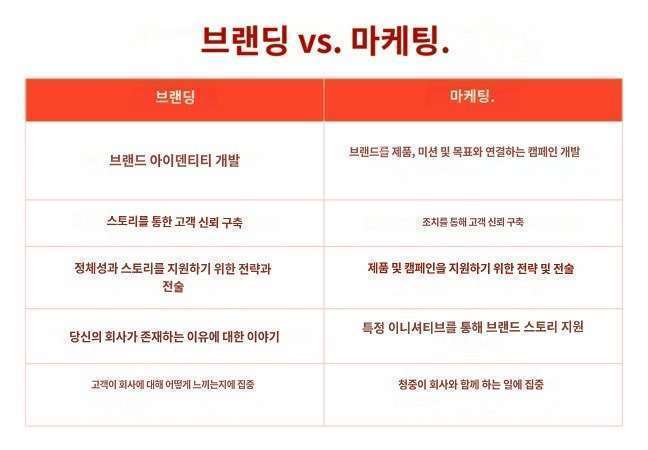 브랜딩 vs. 마케팅.
브랜딩
마케팅.
브랜드 아이덴티티 개발
브랜드를 제품, 미션 및 목표와 연결하는 캠페인 개발
스토리를 통한 고객 신뢰 구축
조치를 통해 고객 신뢰 구축
정체성과 스토리를 지원하기 위한 전략과
전술
제품 및 캠페인을 지원하기 위한 전략 및 전술
당신의 회사가 존재하는 이유에 대한 이야기
특정 이니셔티브를 통해 브랜드 스토리 지원
고객이 회사에 대해 어떻게 느끼는지에 집중
청중이 회사와 함께 하는 일에 집중